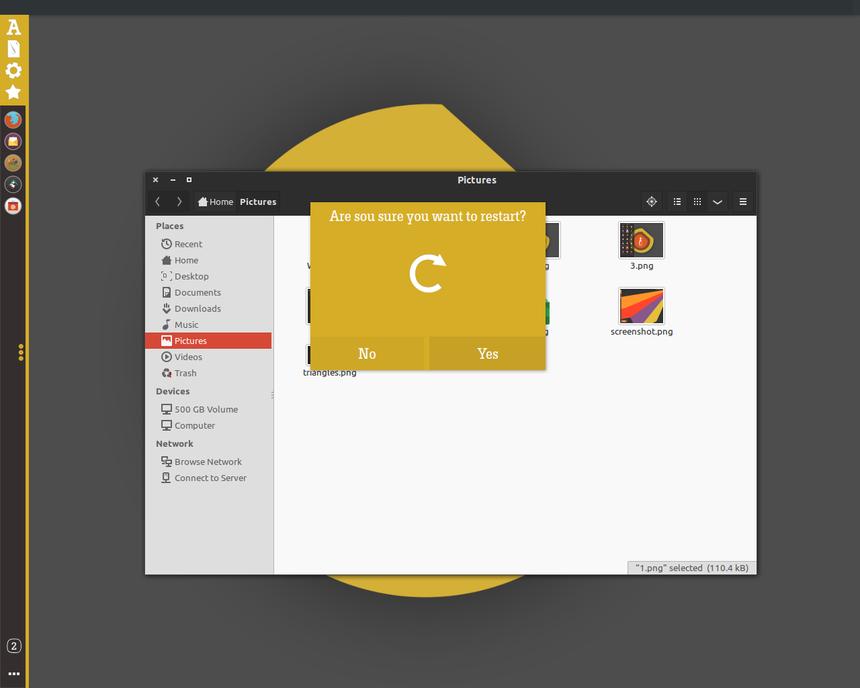 A
Pictures
Home
Pictures
Places
Recent
Home
Desktop
Documents
Downloads
Music
Pictures
Videos
Trash
Devices
500 GB Volume
Computer
Network
Browse Network
Connect to Server
Are sou sure you want to restart?
No
Yes
3.png
screenshot.png
triangles.png
"1.png" selected (110.4 kB)
2